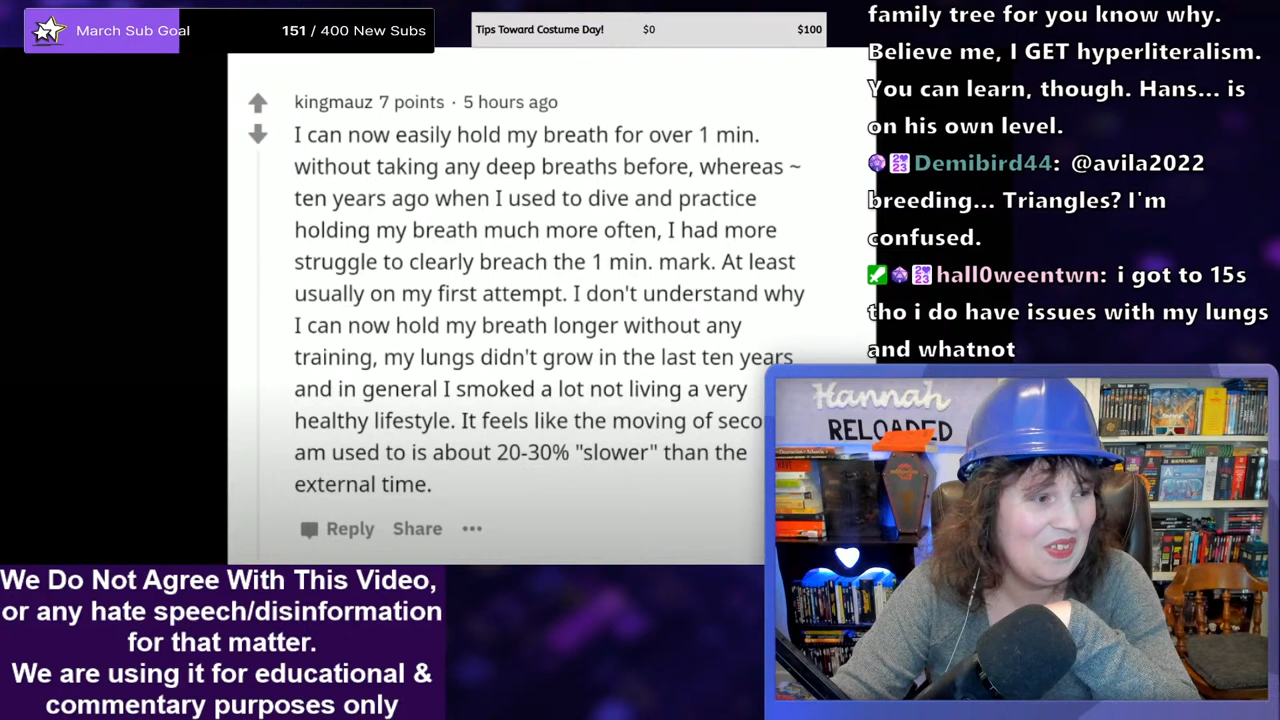 March Sub Goal
151 / 400 New Subs
Tips Toward Costume Day!
$0
$100
kingmauz 7 points · 5 hours ago
I can now easily hold my breath for over 1 min.
without taking any deep breaths before, whereas ~
ten years ago when I used to dive and practice
holding my breath much more often, I had more
struggle to clearly breach the 1 min. mark. At least
usually on my first attempt. I don't understand why
I can now hold my breath longer without any
training, my lungs didn't grow in the last ten years
and in general I smoked a lot not living a very
healthy lifestyle. It feels like the moving of seco
am used to is about 20-30% "slower" than the
external time.
Reply Share ···
family tree for you know why.
Believe me, I GET hyperliteralism.
You can learn, though. Hans... is
on his own level.
Demibird44: @avila2022
breeding... Triangles? I'm
confused.
hall0weentwn: i got to 15s
tho i do have issues with my lungs
and whatnot
Hannah
RELOADED
We Do Not Agree With This Video,
or any hate speech/disinformation
for that matter.
We are using it for educational &
commentary purposes only